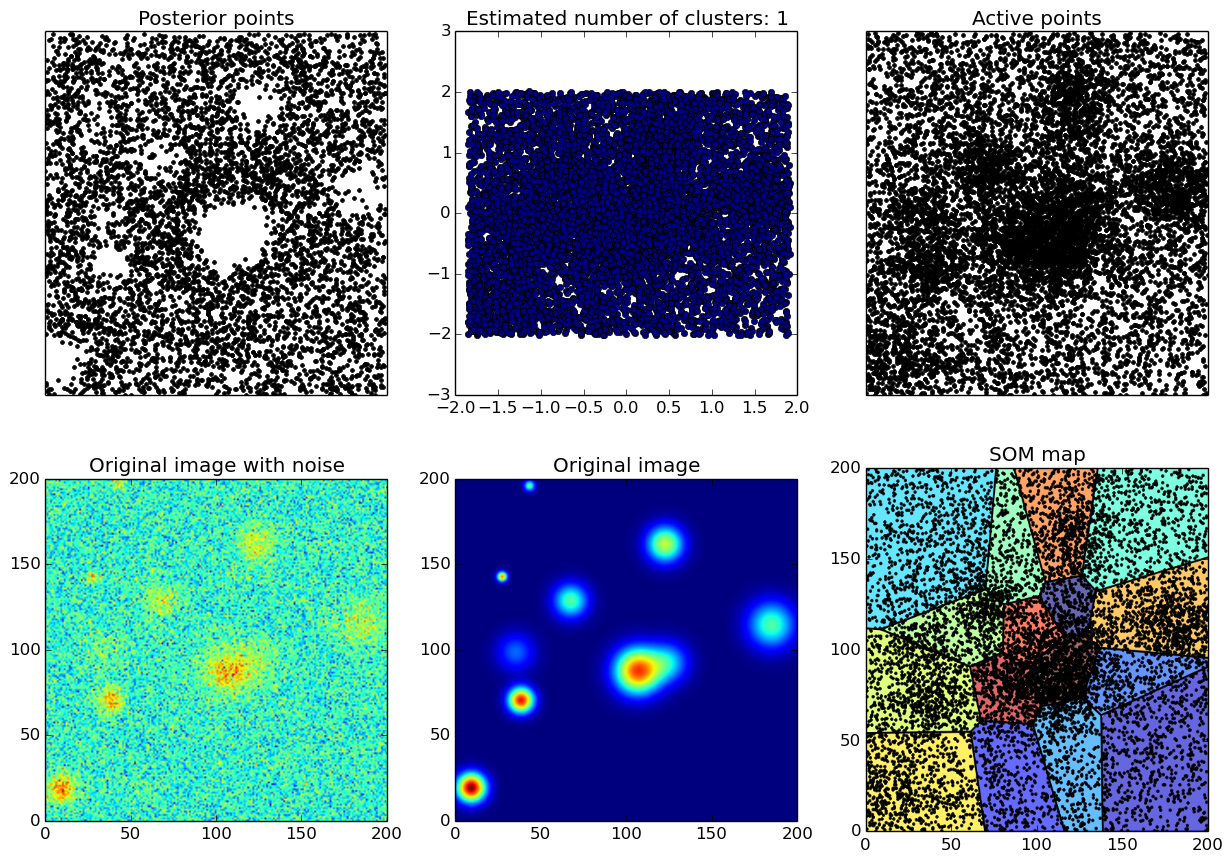 Posterior points
Estimated number of clusters: 1
Active points
3
2
1
0
−1
−2
−3
−2.0 −1.5 −1.0 −0.5 0.0 0.5 1.0 1.5 2.0
Original image with noise
200
150
100
50
0
0 50 100 150 200
Original image
200
150
100
50
0
0 50 100 150 200
SOM map
200
150
100
50
0
0 50 100 150 200